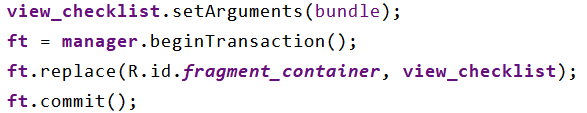 view_checklist.setArguments(bundle);
ft = manager.beginTransaction();
ft.replace(R.id.fragment_container, view_checklist);
ft.commit();